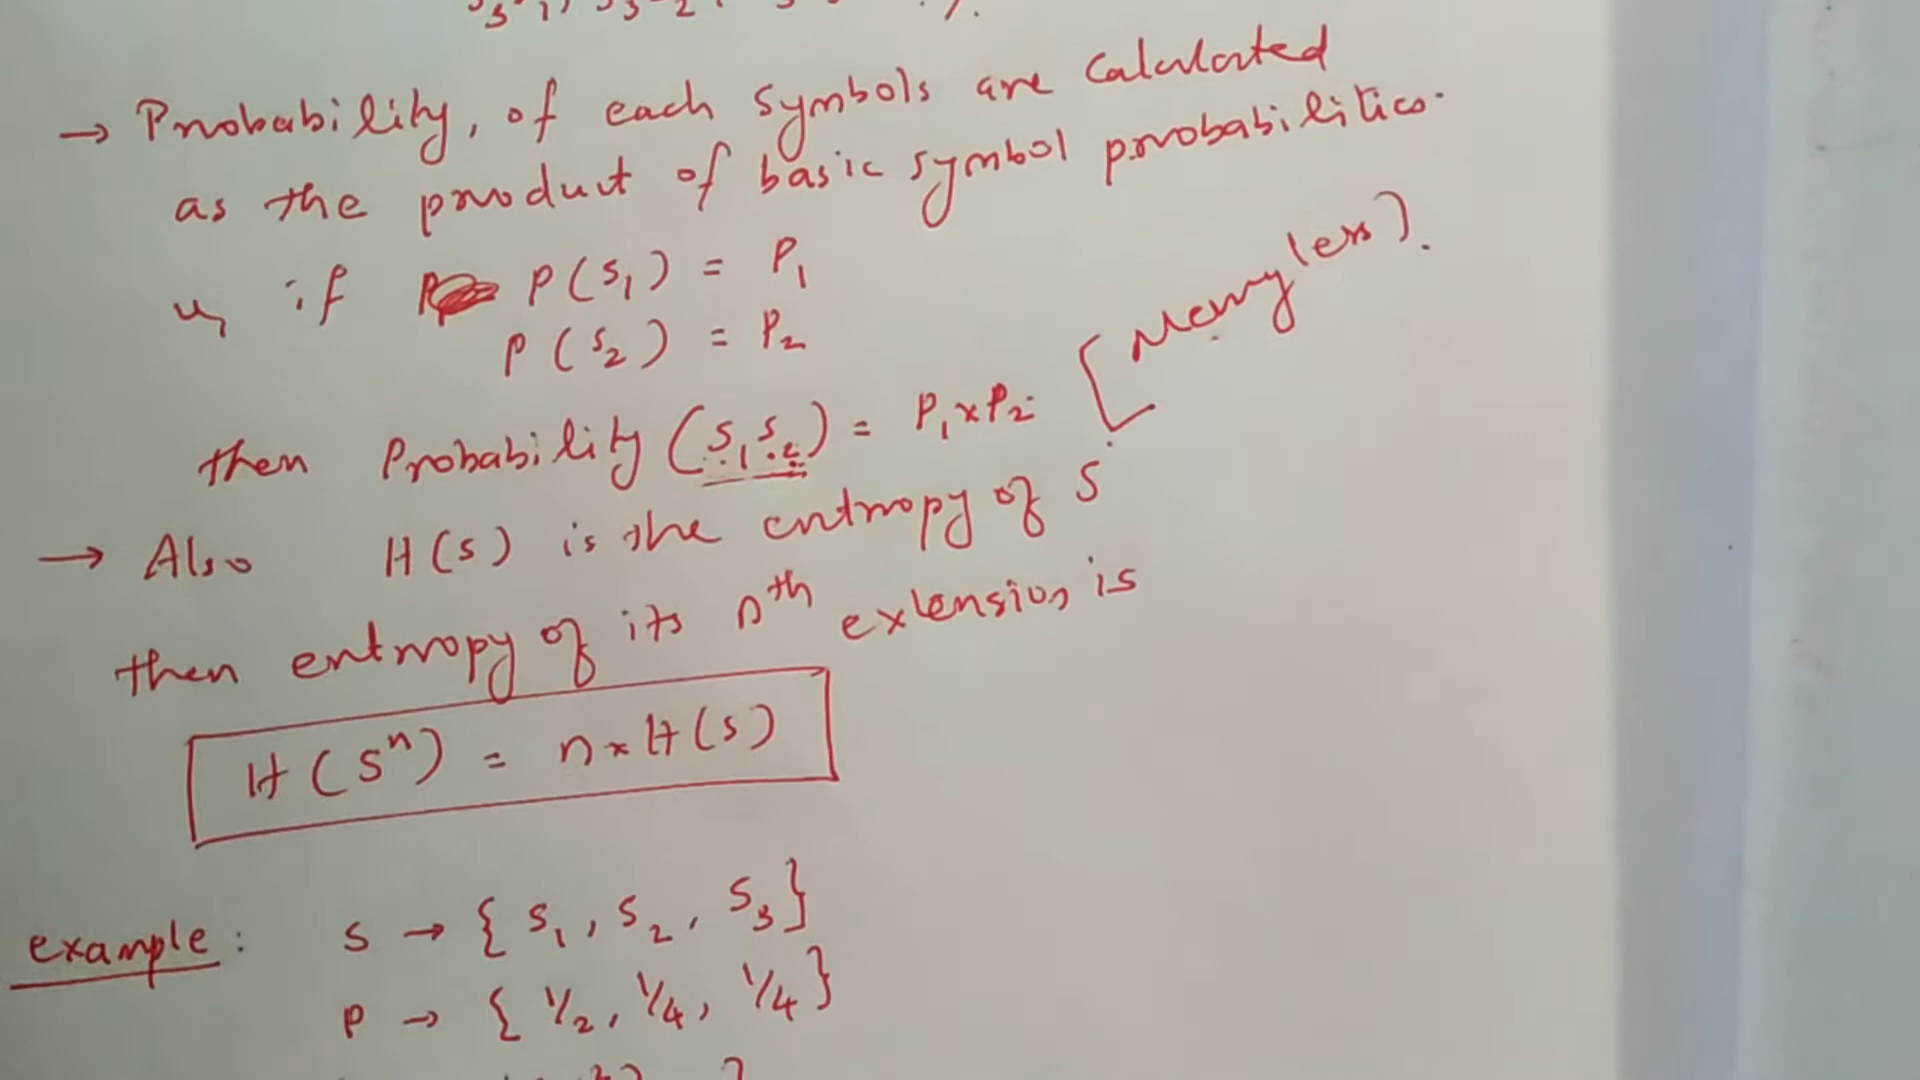 → Probability, of each symbols are calculated
as the product of basic symbol probabilities.
if P(S₁) = P₁
P(S₂) = P₂
then Probability (S₁S₂) = P₁×P₂ [Memoryless].
→ Also H(S) is the entropy of S
then entropy of its nᵗʰ extension is
H(Sⁿ) = n×H(S)
example: S → {S₁, S₂, S₃}
P → {1/2, 1/4, 1/4}